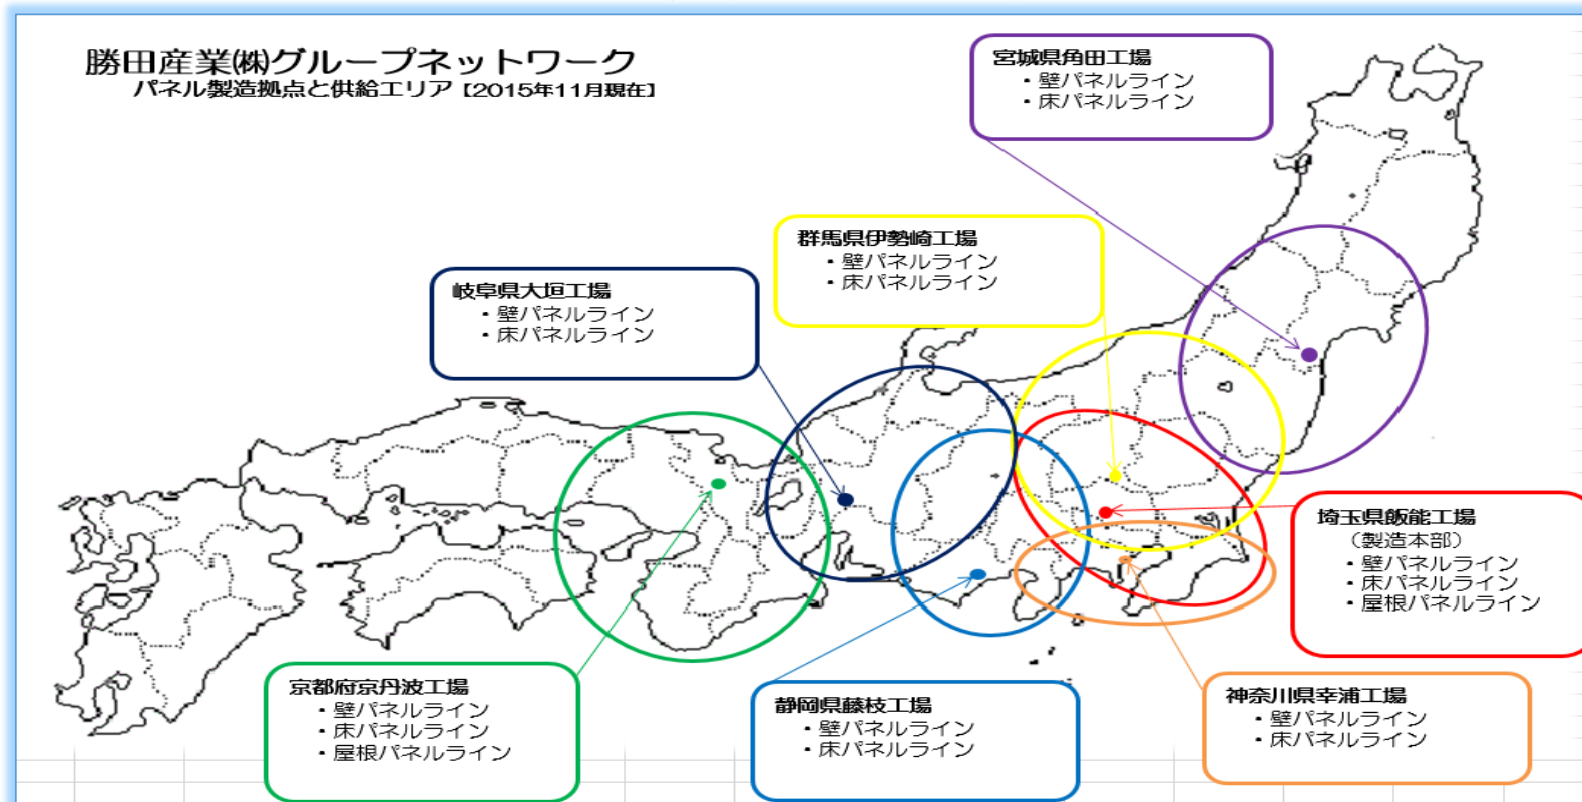 勝田産業㈱グループネットワーク
パネル製造拠点と供給エリア【2015年11月現在】
宮城県角田工場
・壁パネルライン
・床パネルライン
群馬県伊勢崎工場
・壁パネルライン
・床パネルライン
岐阜県大垣工場
・壁パネルライン
・床パネルライン
埼玉県飯能工場
（製造本部）
・壁パネルライン
・床パネルライン
・屋根パネルライン
京都府京丹波工場
・壁パネルライン
・床パネルライン
・屋根パネルライン
静岡県藤枝工場
・壁パネルライン
・床パネルライン
神奈川県幸浦工場
・壁パネルライン
・床パネルライン